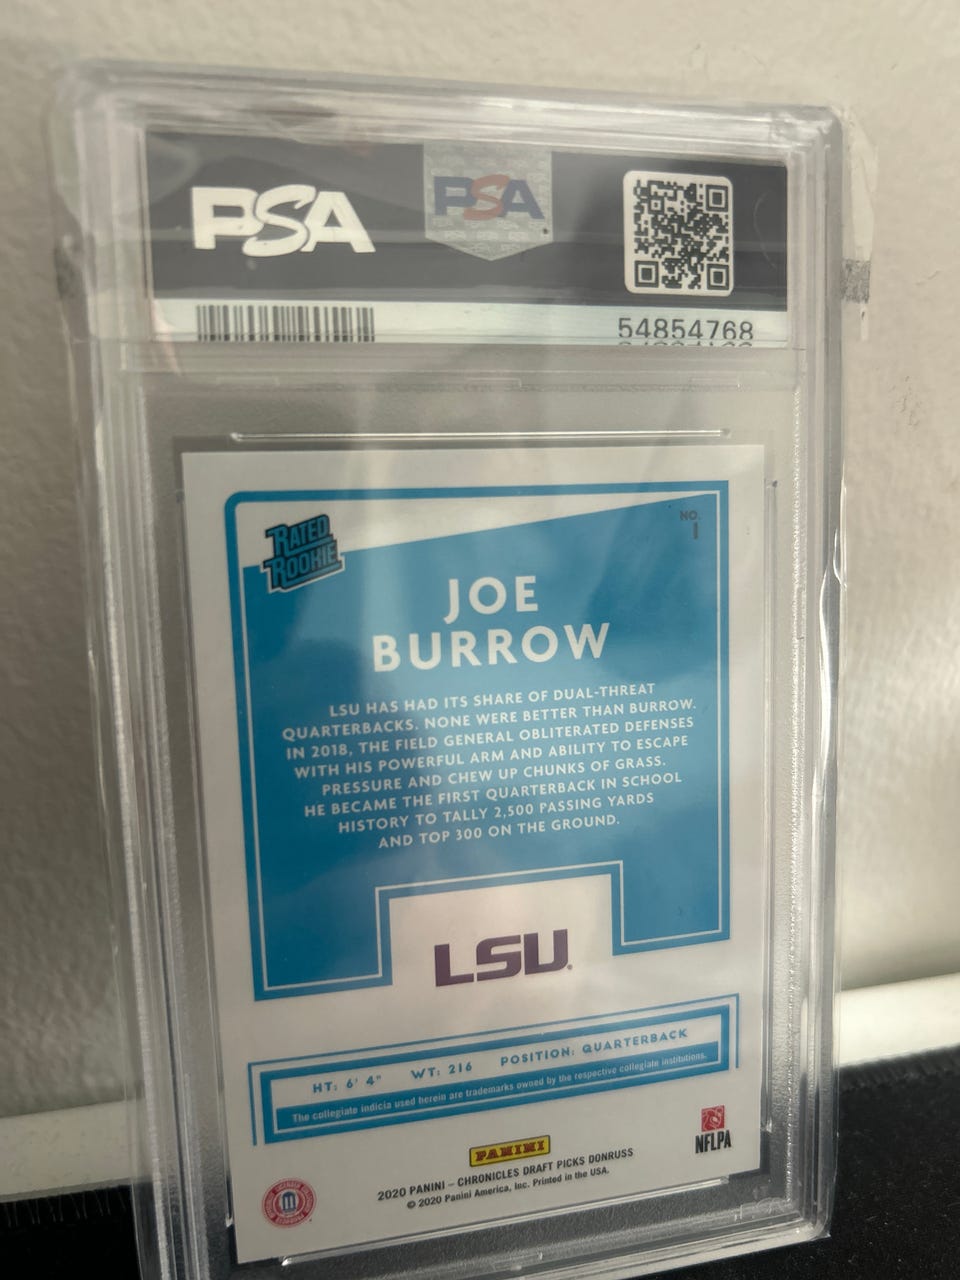 PSA
PSA
54854768
RATED
ROOKIE
NO.
1
JOE
BURROW
LSU HAS HAD ITS SHARE OF DUAL-THREAT
QUARTERBACKS. NONE WERE BETTER THAN BURROW.
IN 2018, THE FIELD GENERAL OBLITERATED DEFENSES
WITH HIS POWERFUL ARM AND ABILITY TO ESCAPE
PRESSURE AND CHEW UP CHUNKS OF GRASS.
HE BECAME THE FIRST QUARTERBACK IN SCHOOL
HISTORY TO TALLY 2,500 PASSING YARDS
AND TOP 300 ON THE GROUND.
LSU
HT: 6' 4" WT: 216 POSITION: QUARTERBACK
The collegiate indicia used herein are trademarks owned by the respective collegiate institutions.
PANINI
NFLPA
2020 PANINI – CHRONICLES DRAFT PICKS DONRUSS
© 2020 Panini America, Inc. Printed in the USA.